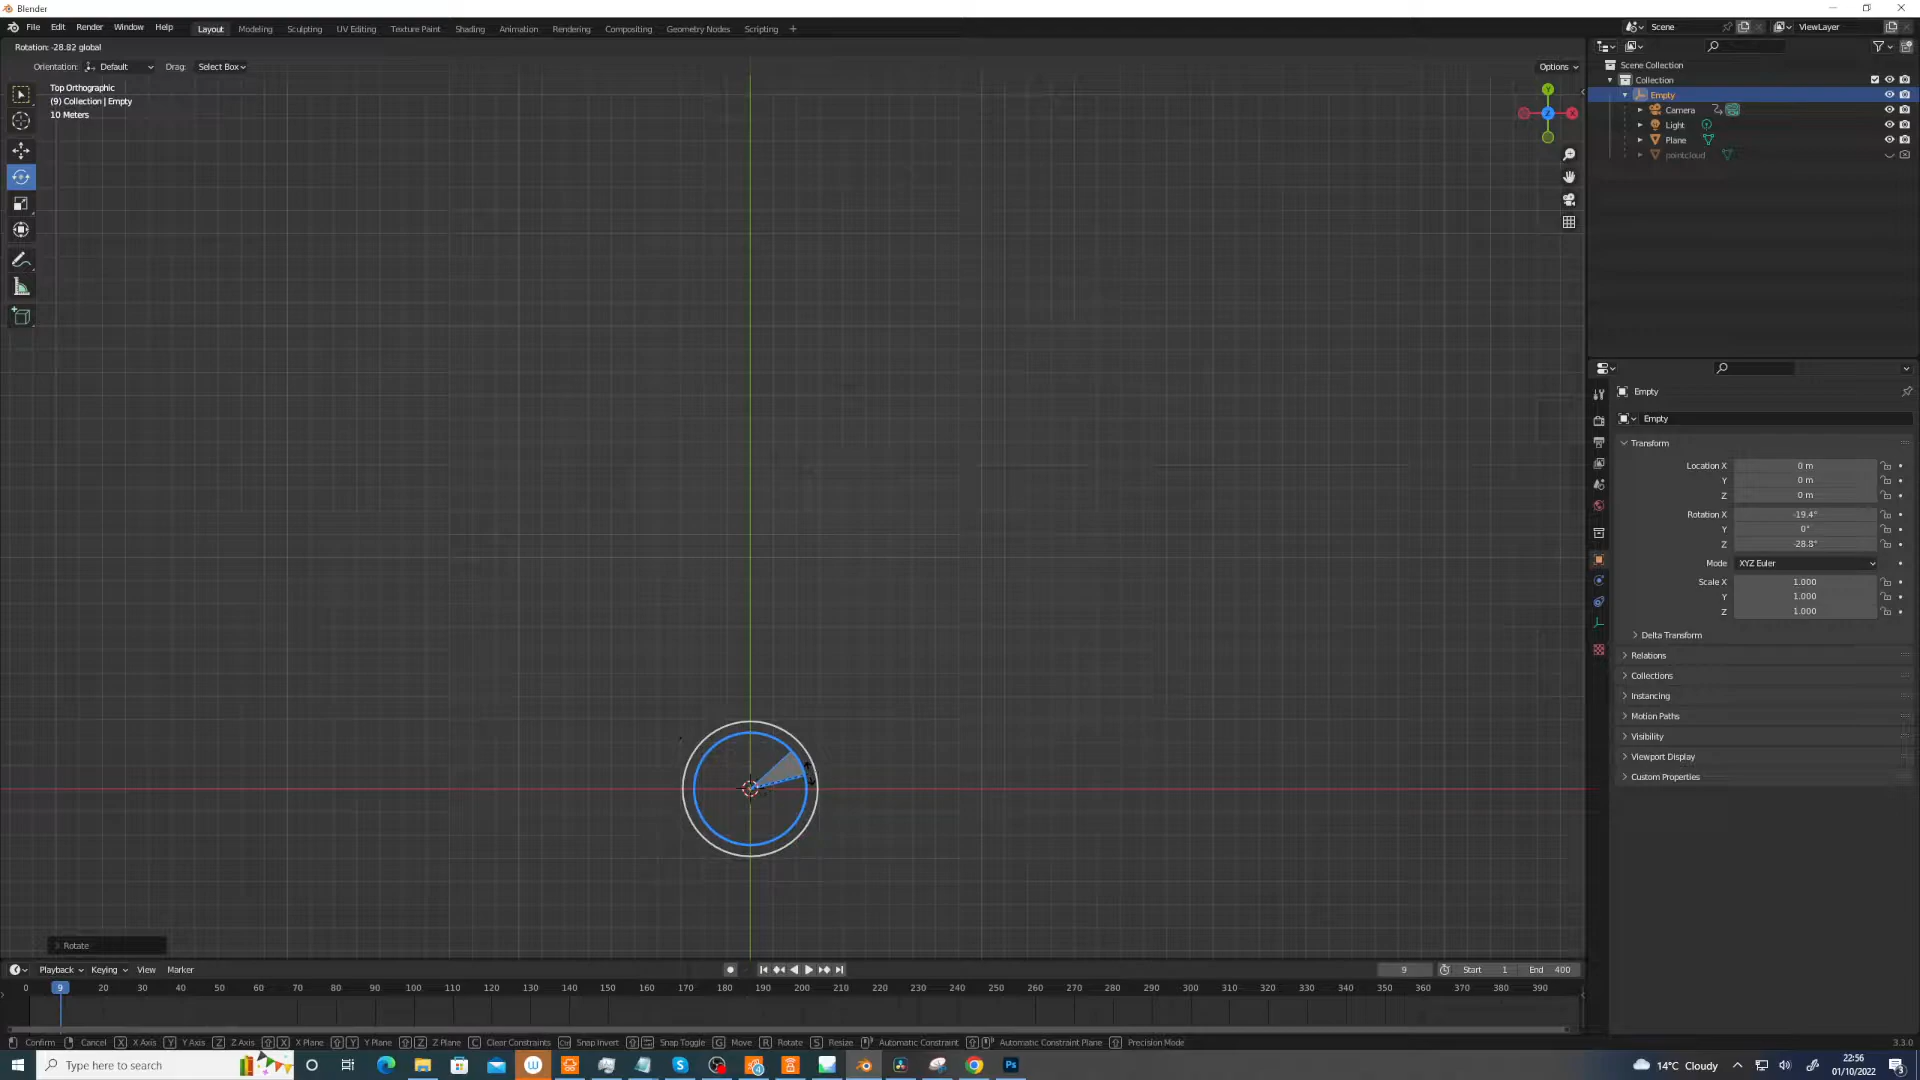 Blender
File Edit Render Window Help Layout Modeling Sculpting UV Editing Texture Paint Shading Animation Rendering Compositing Geometry Nodes Scripting + Scene ViewLayer
Rotation: -28.82 global
Orientation: Default Drag: Select Box Options
Top Orthographic
(9) Collection | Empty
10 Meters
Y
Z
X
Scene Collection
Collection
Empty
Camera
Light
Plane
pointcloud
Empty
Empty
Transform
Location X 0 m
Y 0 m
Z 0 m
Rotation X -19.4°
Y 0°
Z -28.8°
Mode XYZ Euler
Scale X 1.000
Y 1.000
Z 1.000
Delta Transform
Relations
Collections
Instancing
Motion Paths
Visibility
Viewport Display
Custom Properties
Rotate
Playback Keying View Marker 9 Start 1 End 400
0 9 20 30 40 50 60 70 80 90 100 110 120 130 140 150 160 170 180 190 200 210 220 230 240 250 260 270 280 290 300 310 320 330 340 350 360 370 380 390
Confirm Cancel X X Axis Y Y Axis Z Z Axis X X Plane Y Y Plane Z Z Plane C Clear Constraints Ctrl Snap Invert Snap Toggle G Move R Rotate S Resize Automatic Constraint Automatic Constraint Plane Precision Mode 3.3.0
Type here to search 14°C Cloudy 22:56
01/10/2022